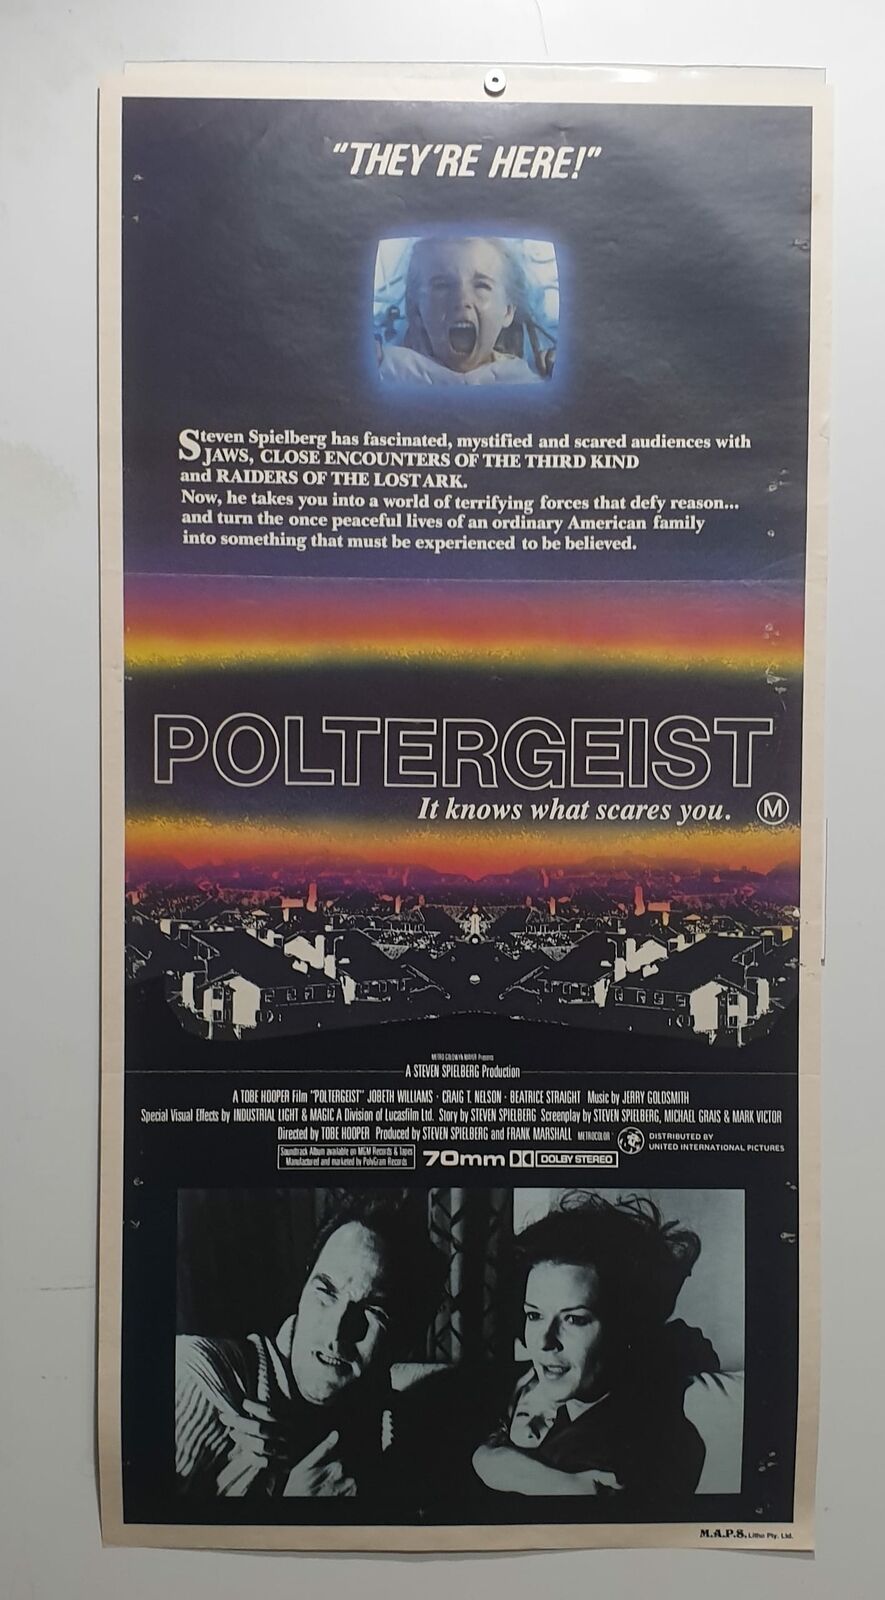 "THEY'RE HERE!"
Steven Spielberg has fascinated, mystified and scared audiences with
JAWS, CLOSE ENCOUNTERS OF THE THIRD KIND
and RAIDERS OF THE LOST ARK.
Now, he takes you into a world of terrifying forces that defy reason...
and turn the once peaceful lives of an ordinary American family
into something that must be experienced to be believed.
POLTERGEIST
It knows what scares you. M
METRO GOLDWYN MAYER Presents
A STEVEN SPIELBERG Production
A TOBE HOOPER Film "POLTERGEIST" JOBETH WILLIAMS · CRAIG T. NELSON · BEATRICE STRAIGHT Music by JERRY GOLDSMITH
Special Visual Effects by INDUSTRIAL LIGHT & MAGIC A Division of Lucasfilm Ltd. Story by STEVEN SPIELBERG Screenplay by STEVEN SPIELBERG, MICHAEL GRAIS & MARK VICTOR
Directed by TOBE HOOPER Produced by STEVEN SPIELBERG and FRANK MARSHALL METROCOLOR
DISTRIBUTED BY
UNITED INTERNATIONAL PICTURES
Soundtrack Album available on MGM Records & Tapes
Manufactured and marketed by PolyGram Records
70mm DOLBY STEREO
M.A.P.S. Litho Pty. Ltd.